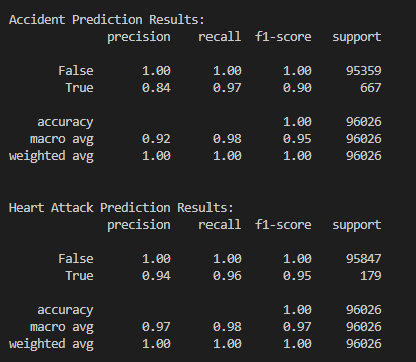 Accident Prediction Results:
precision recall f1-score support
False 1.00 1.00 1.00 95359
True 0.84 0.97 0.90 667
accuracy 1.00 96026
macro avg 0.92 0.98 0.95 96026
weighted avg 1.00 1.00 1.00 96026
Heart Attack Prediction Results:
precision recall f1-score support
False 1.00 1.00 1.00 95847
True 0.94 0.96 0.95 179
accuracy 1.00 96026
macro avg 0.97 0.98 0.97 96026
weighted avg 1.00 1.00 1.00 96026